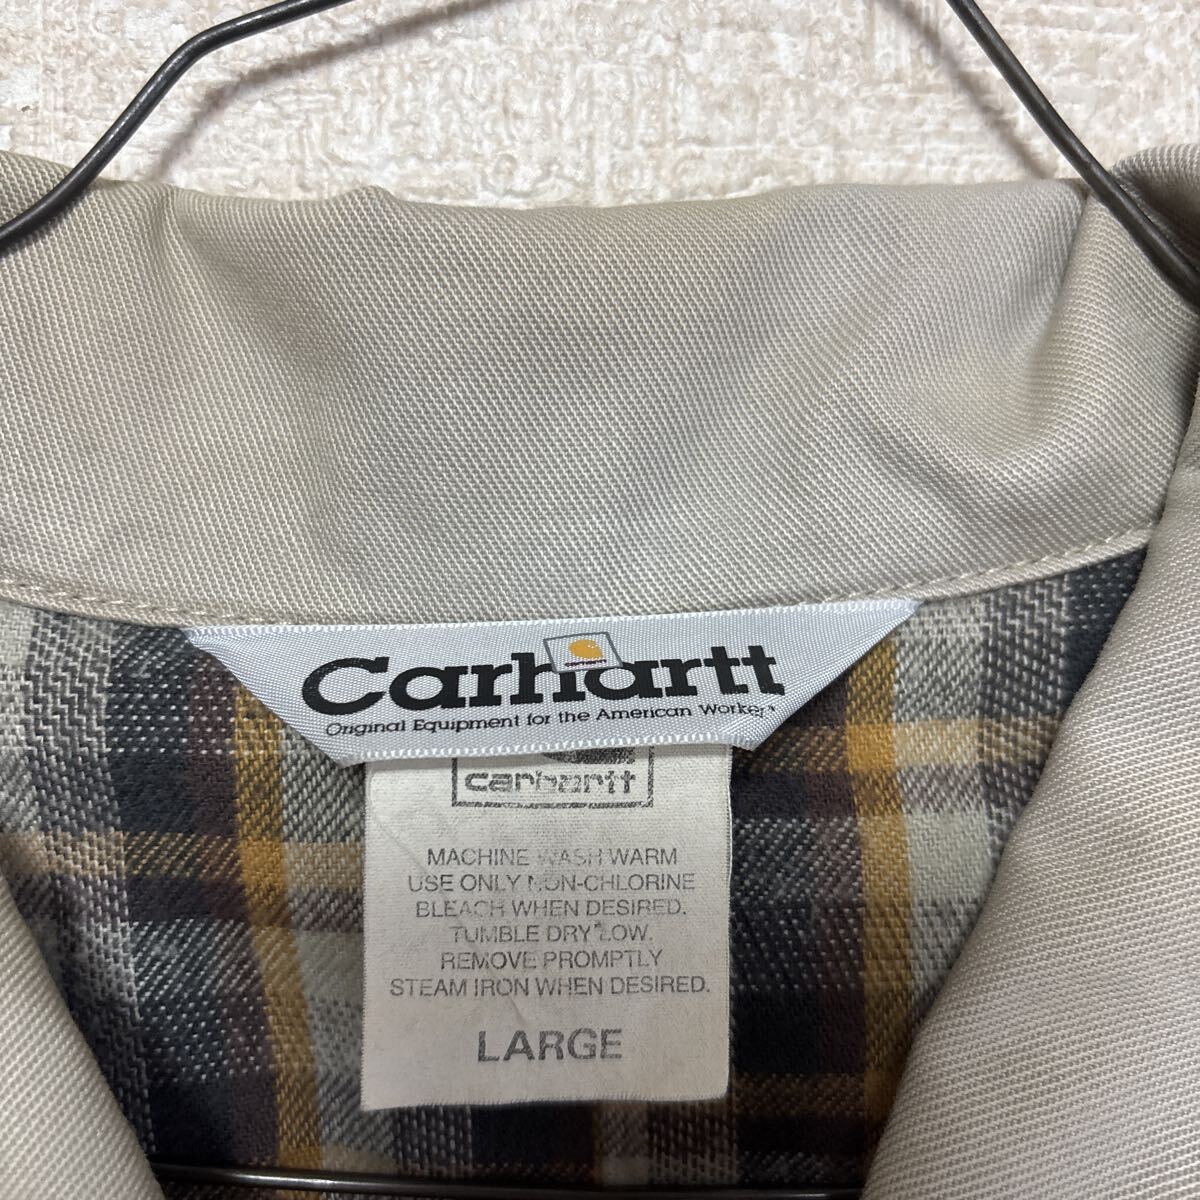 Carhartt
Original Equipment for the American Worker
carhartt
MACHINE WASH WARM
USE ONLY NON-CHLORINE
BLEACH WHEN DESIRED.
TUMBLE DRY LOW.
REMOVE PROMPTLY
STEAM IRON WHEN DESIRED.
LARGE